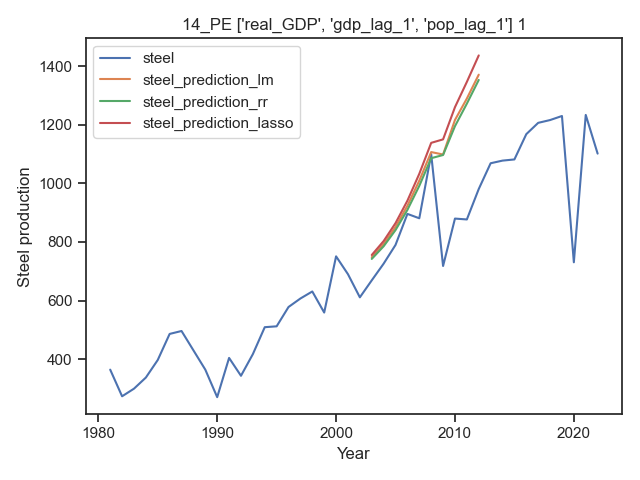 14_PE ['real_GDP', 'gdp_lag_1', 'pop_lag_1'] 1
steel
steel_prediction_lm
steel_prediction_rr
steel_prediction_lasso
1400
1200
1000
800
600
400
Steel production
1980
1990
2000
2010
2020
Year